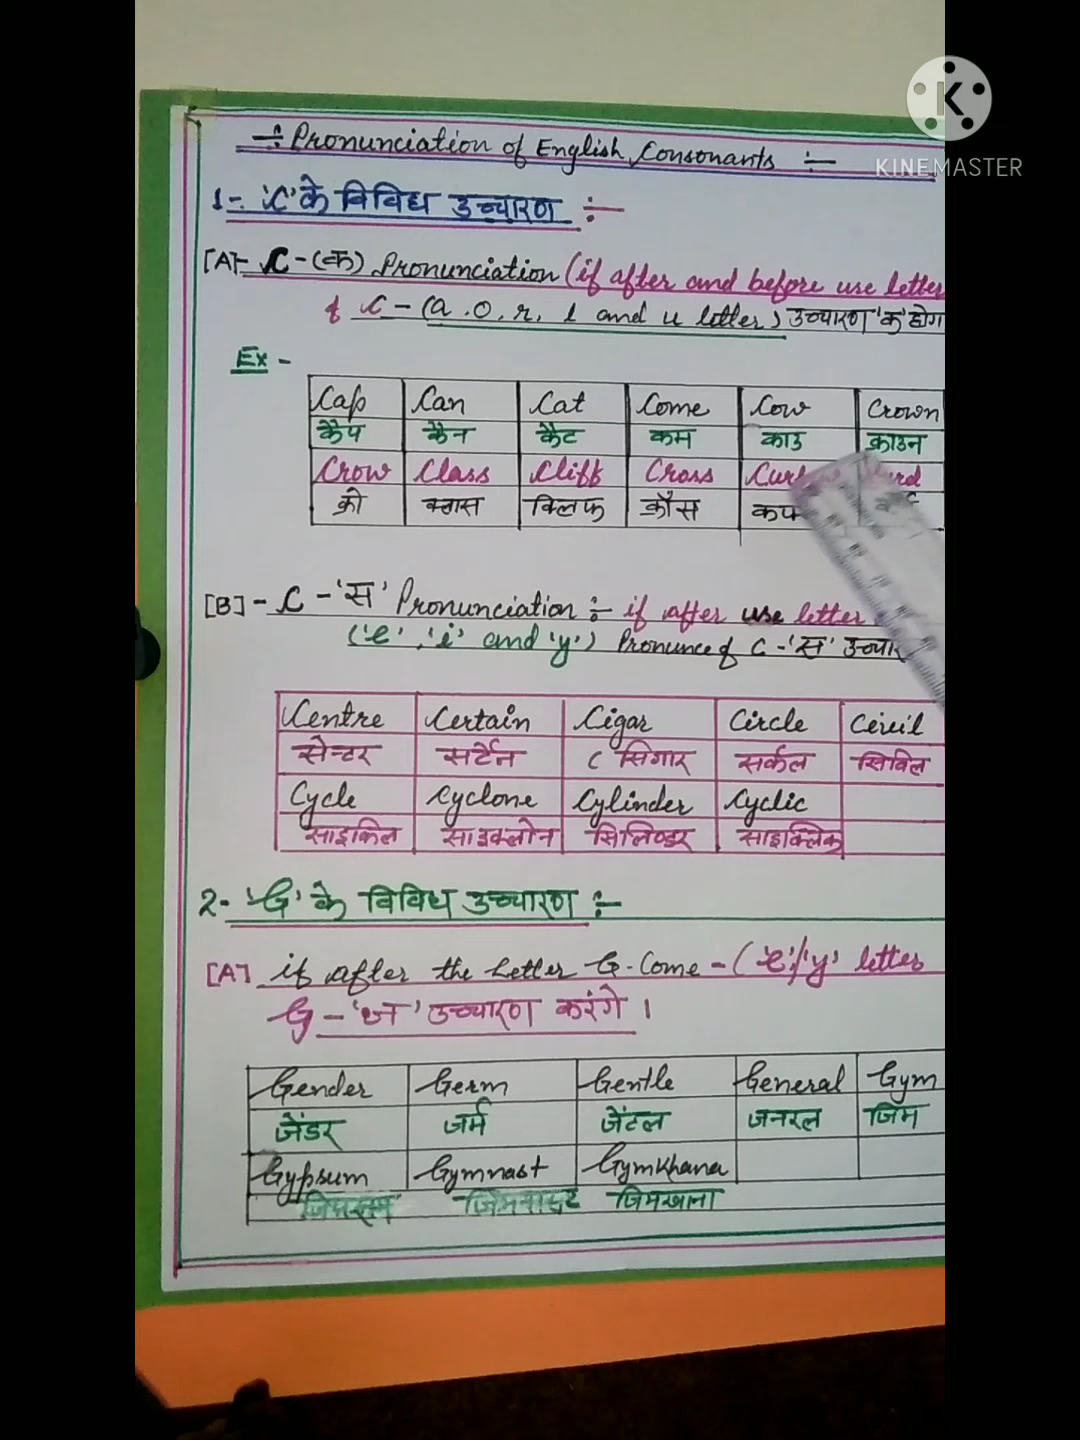 KINEMASTER
÷ Pronunciation of English Consonants ÷
1- 'C' के विविध उच्चारण ÷
[A]- C - (क) Pronunciation (if after and before use letter
of C - (a, o, r, l and u letter) उच्चारण 'क' होग
Ex -
Cap Can Cat Come Cow Crown
कैप कैन कैट कम काउ क्राउन
Crow Class Cliff Cross
क्रो क्लास क्लिफ क्रौस
[B] - C - 'स' Pronunciation ÷ if after use letter
('e', 'i' and 'y') Pronunce of C - 'स' उच्चार
Centre Certain Cigar Circle Civil
सेन्टर सर्टेन C सिगार सर्कल सिविल
Cycle Cyclone Cylinder Cyclic
साइकिल साइक्लोन सिलिण्डर साइक्लिक
2- 'G' के विविध उच्चारण ÷
[A] if after the letter G - Come - ('e'/'y' letter
G - 'ज' उच्चारण करंगे ।
Gender Germ Gentle General Gym
जेंडर जर्म जेंटल जनरल जिम
Gypsum Gymnast Gymkhana
जिमखाना